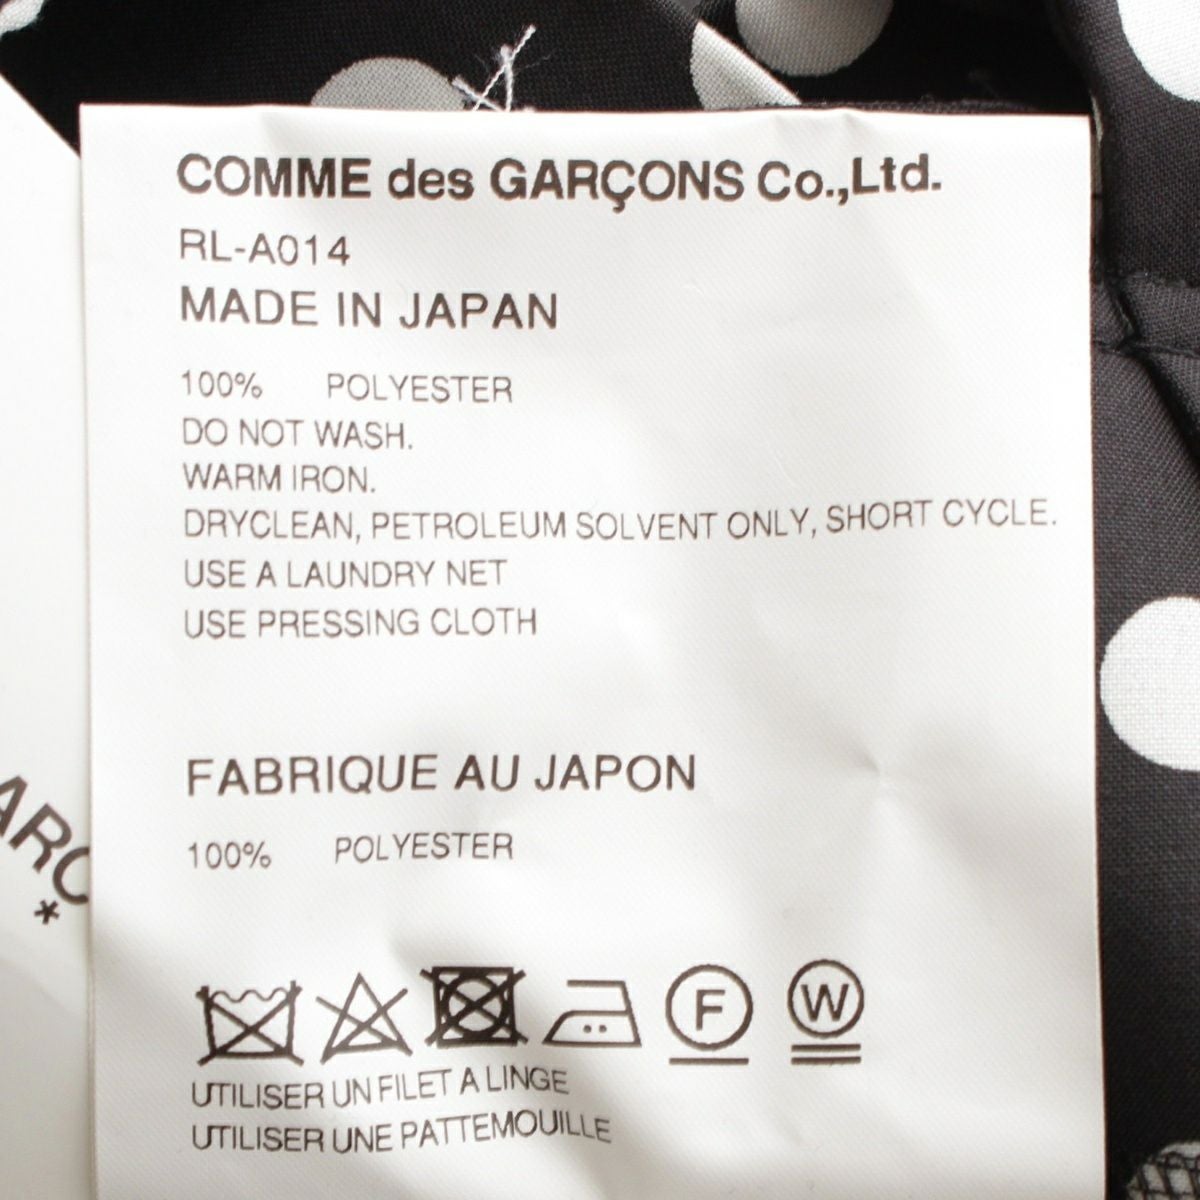 COMME des GARÇONS Co.,Ltd.
RL-A014
MADE IN JAPAN
100% POLYESTER
DO NOT WASH.
WARM IRON.
DRYCLEAN, PETROLEUM SOLVENT ONLY, SHORT CYCLE.
USE A LAUNDRY NET
USE PRESSING CLOTH
FABRIQUE AU JAPON
100% POLYESTER
ARÇ
*
F W
UTILISER UN FILET A LINGE
UTILISER UNE PATTEMOUILLE